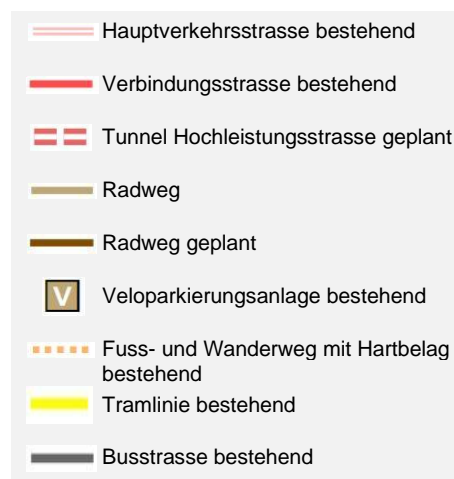 Hauptverkehrsstrasse bestehend
Verbindungsstrasse bestehend
Tunnel Hochleistungsstrasse geplant
Radweg
Radweg geplant
V Veloparkierungsanlage bestehend
Fuss- und Wanderweg mit Hartbelag
bestehend
Tramlinie bestehend
Busstrasse bestehend